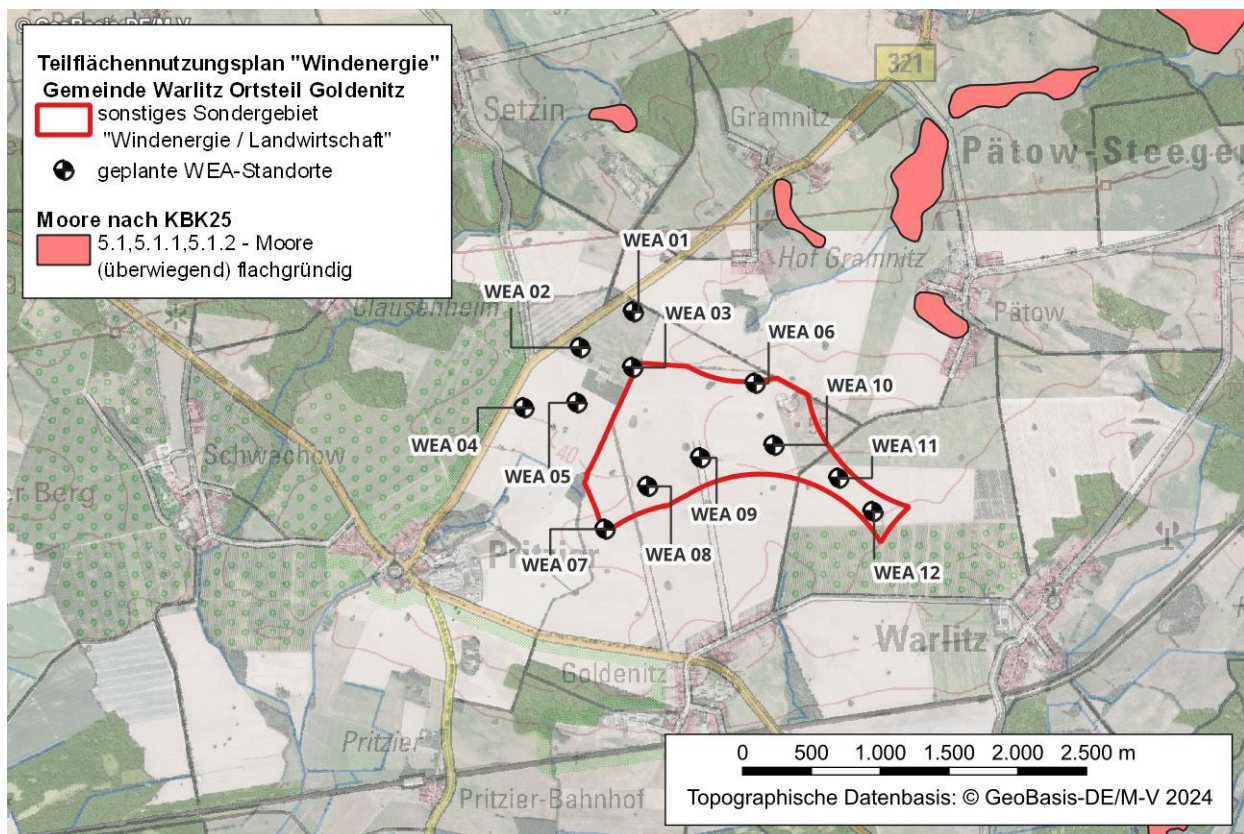 © GeoBasis-DE/M-V
Teilflächennutzungsplan "Windenergie"
Gemeinde Warlitz Ortsteil Goldenitz
sonstiges Sondergebiet
"Windenergie / Landwirtschaft"
geplante WEA-Standorte
Moore nach KBK25
5.1,5.1.1,5.1.2 - Moore
(überwiegend) flachgründig
321
Setzin
Gramnitz
Pätow-Steeger
Hof Gramnitz
WEA 01
WEA 02
Clausenheim
WEA 03
WEA 06
Pätow
WEA 10
WEA 04
WEA 05
40
WEA 11
Schwechow
er Berg
WEA 09
WEA 07
Pritzier
WEA 08
WEA 12
Warlitz
Goldenitz
Pritzier
Pritzier-Bahnhof
0 500 1.000 1.500 2.000 2.500 m
Topographische Datenbasis: © GeoBasis-DE/M-V 2024